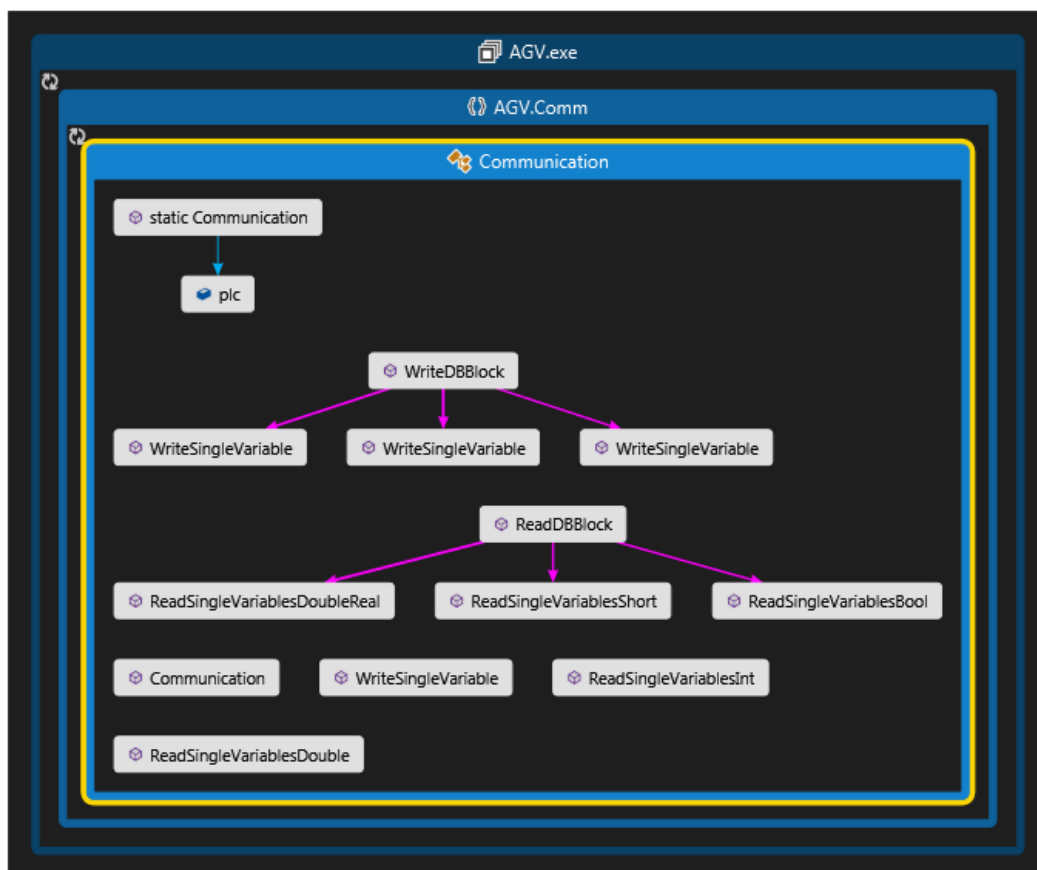 AGV.exe
AGV.Comm
Communication
static Communication
plc
WriteDBBlock
WriteSingleVariable
WriteSingleVariable
WriteSingleVariable
ReadDBBlock
ReadSingleVariablesDoubleReal
ReadSingleVariablesShort
ReadSingleVariablesBool
Communication
WriteSingleVariable
ReadSingleVariablesInt
ReadSingleVariablesDouble